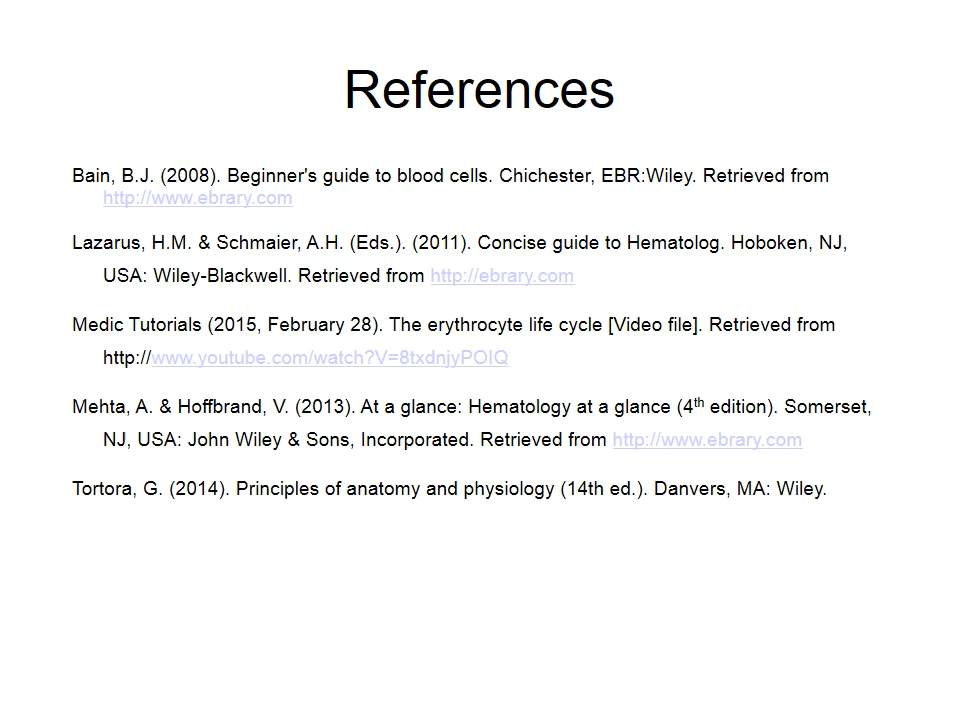 References
Bain, B.J. (2008). Beginner's guide to blood cells. Chichester, EBR:Wiley. Retrieved from
http://www.ebrary.com
Lazarus, H.M. & Schmaier, A.H. (Eds.). (2011). Concise guide to Hematolog. Hoboken, NJ,
USA: Wiley-Blackwell. Retrieved from http://ebrary.com
Medic Tutorials (2015, February 28). The erythrocyte life cycle [Video file]. Retrieved from
http://www.youtube.com/watch?V=8txdnjyPOIQ
Mehta, A. & Hoffbrand, V. (2013). At a glance: Hematology at a glance (4th edition). Somerset,
NJ, USA: John Wiley & Sons, Incorporated. Retrieved from http://www.ebrary.com
Tortora, G. (2014). Principles of anatomy and physiology (14th ed.). Danvers, MA: Wiley.